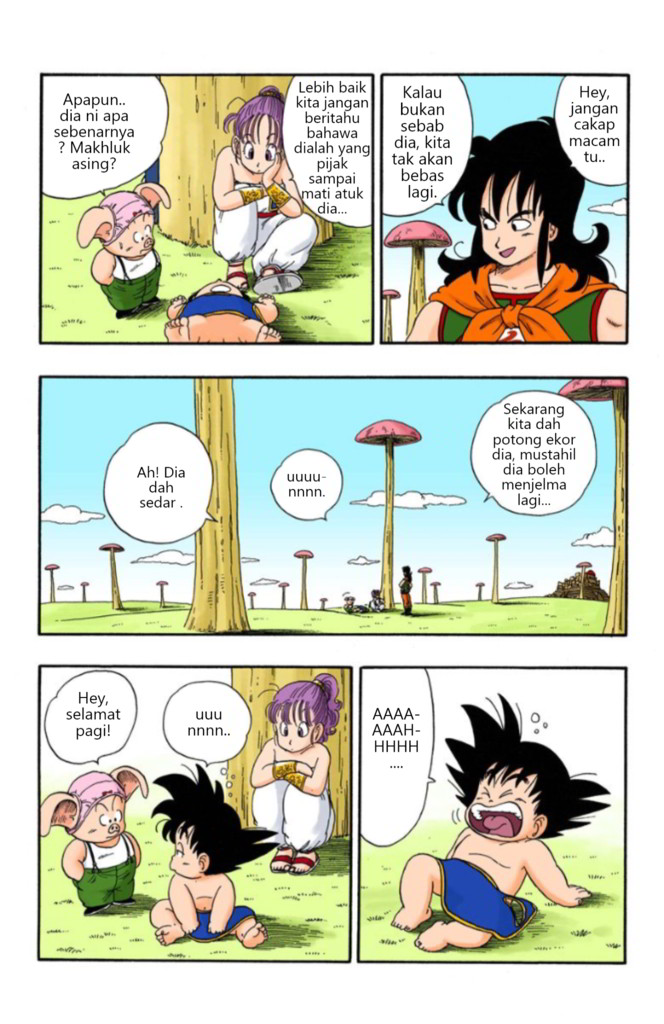 Hey,
jangan
cakap
macam
tu..
Kalau
bukan
sebab
dia, kita
tak akan
bebas
lagi.
Lebih baik
kita jangan
beritahu
bahawa
dialah yang
pijak
sampai
mati atuk
dia...
Apapun..
dia ni apa
sebenarnya
? Makhluk
asing?
Sekarang
kita dah
potong ekor
dia, mustahil
dia boleh
menjelma
lagi...
uuuu-
nnnn.
Ah! Dia
dah
sedar .
AAAA-
AAAH-
HHHH
....
uuu
nnnn..
Hey,
selamat
pagi!